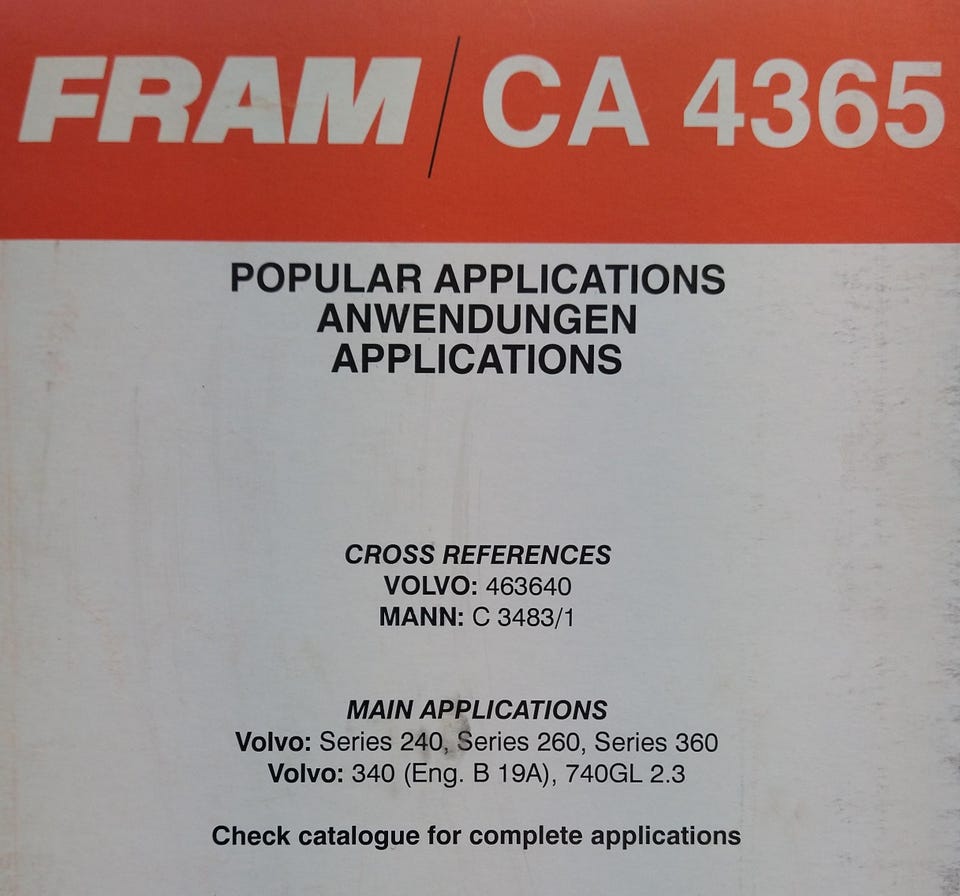 FRAM / CA 4365
POPULAR APPLICATIONS
ANWENDUNGEN
APPLICATIONS
CROSS REFERENCES
VOLVO: 463640
MANN: C 3483/1
MAIN APPLICATIONS
Volvo: Series 240, Series 260, Series 360
Volvo: 340 (Eng. B 19A), 740GL 2.3
Check catalogue for complete applications